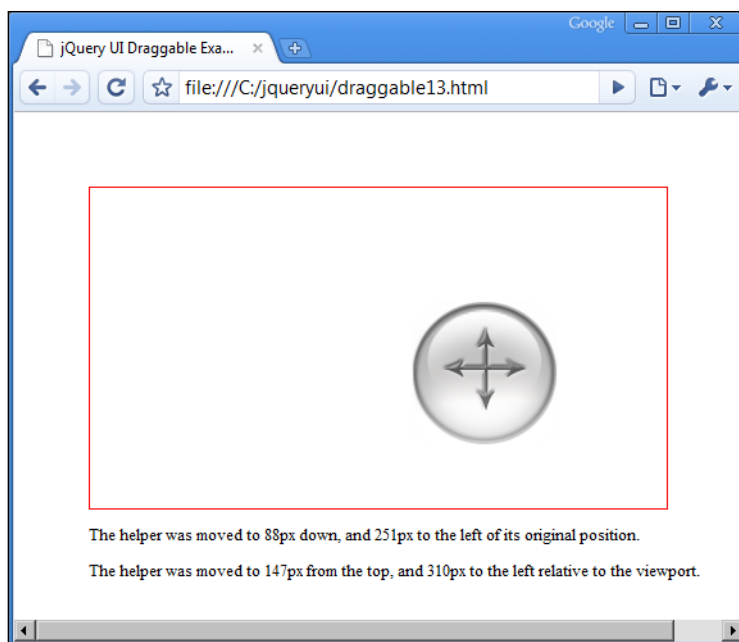 Google
jQuery UI Draggable Exa...
file:///C:/jqueryui/draggable13.html
The helper was moved to 88px down, and 251px to the left of its original position.
The helper was moved to 147px from the top, and 310px to the left relative to the viewport.